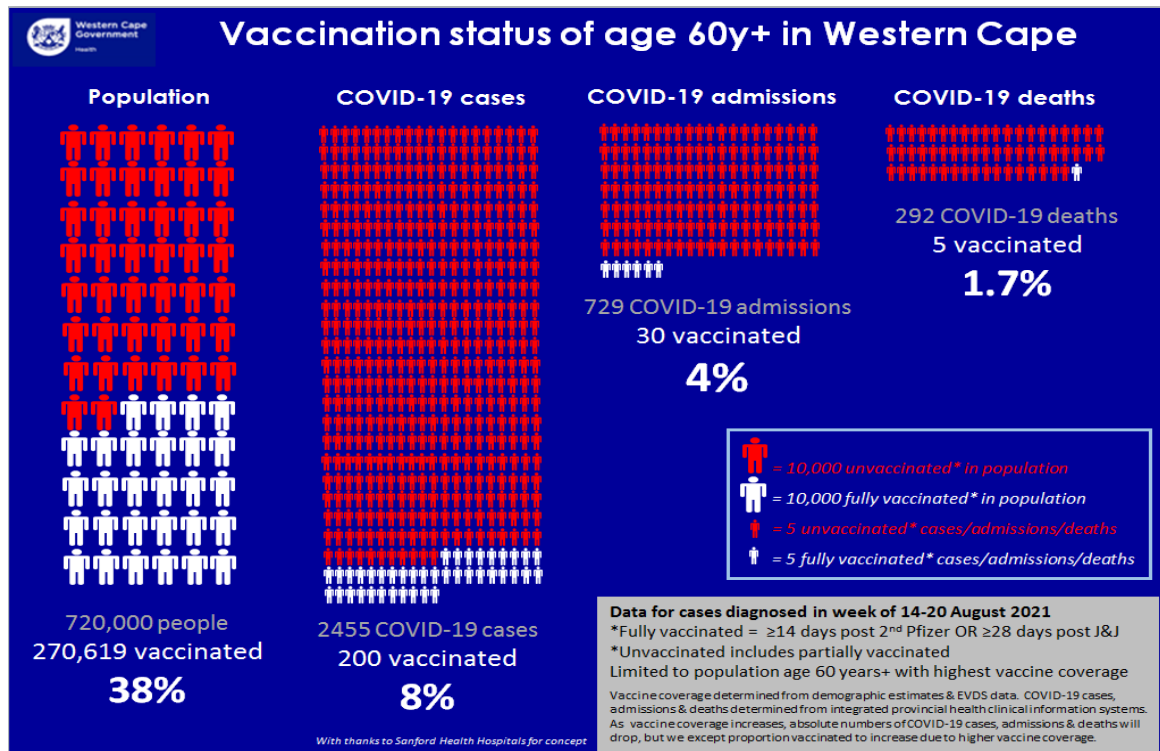 Western Cape
Government
Health
Vaccination status of age 60y+ in Western Cape
Population
720,000 people
270,619 vaccinated
38%
COVID-19 cases
2455 COVID-19 cases
200 vaccinated
8%
COVID-19 admissions
729 COVID-19 admissions
30 vaccinated
4%
COVID-19 deaths
292 COVID-19 deaths
5 vaccinated
1.7%
= 10,000 unvaccinated* in population
= 10,000 fully vaccinated* in population
= 5 unvaccinated* cases/admissions/deaths
= 5 fully vaccinated* cases/admissions/deaths
Data for cases diagnosed in week of 14-20 August 2021
*Fully vaccinated = ≥14 days post 2nd Pfizer OR ≥28 days post J&J
*Unvaccinated includes partially vaccinated
Limited to population age 60 years+ with highest vaccine coverage
Vaccine coverage determined from demographic estimates & EVDS data. COVID-19 cases,
admissions & deaths determined from integrated provincial health clinical information systems.
As vaccine coverage increases, absolute numbers of COVID-19 cases, admissions & deaths will
drop, but we except proportion vaccinated to increase due to higher vaccine coverage.
With thanks to Sanford Health Hospitals for concept